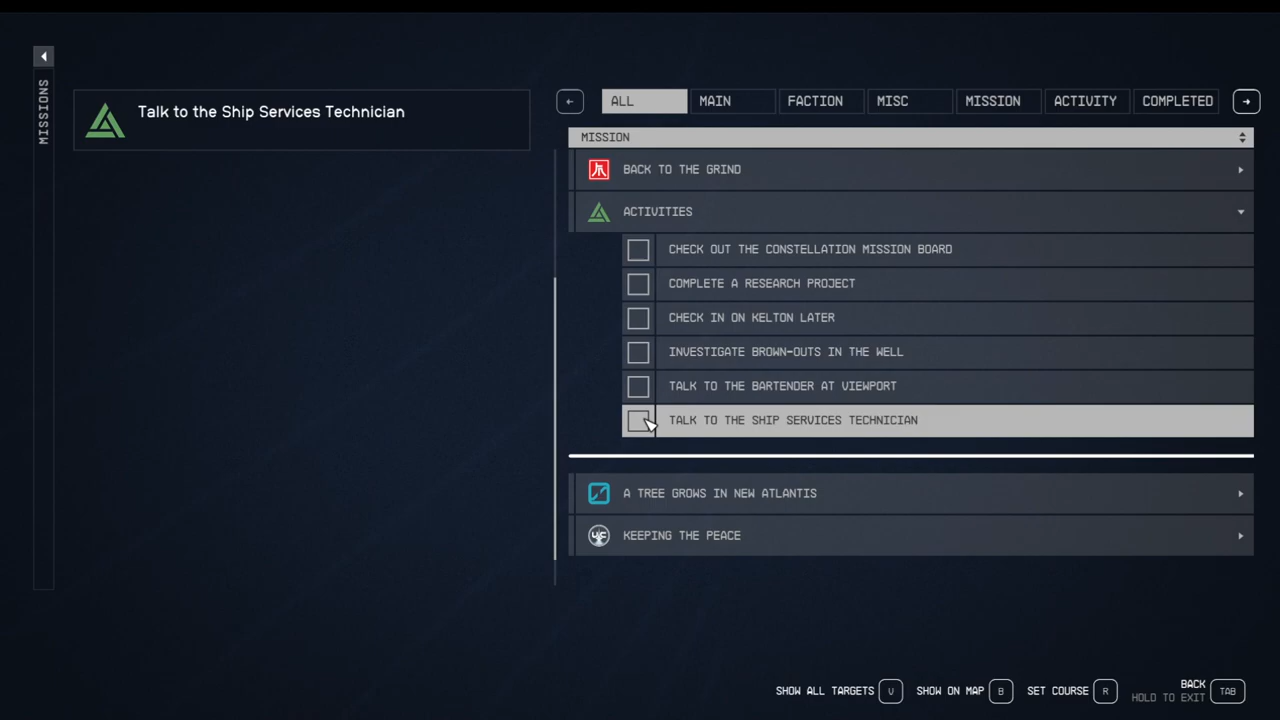 MISSIONS
Talk to the Ship Services Technician
ALL
MAIN
FACTION
MISC
MISSION
ACTIVITY
COMPLETED
MISSION
BACK TO THE GRIND
ACTIVITIES
CHECK OUT THE CONSTELLATION MISSION BOARD
COMPLETE A RESEARCH PROJECT
CHECK IN ON KELTON LATER
INVESTIGATE BROWN-OUTS IN THE WELL
TALK TO THE BARTENDER AT VIEWPORT
TALK TO THE SHIP SERVICES TECHNICIAN
A TREE GROWS IN NEW ATLANTIS
UC
KEEPING THE PEACE
SHOW ALL TARGETS V
SHOW ON MAP B
SET COURSE R
BACK
HOLD TO EXIT
TAB